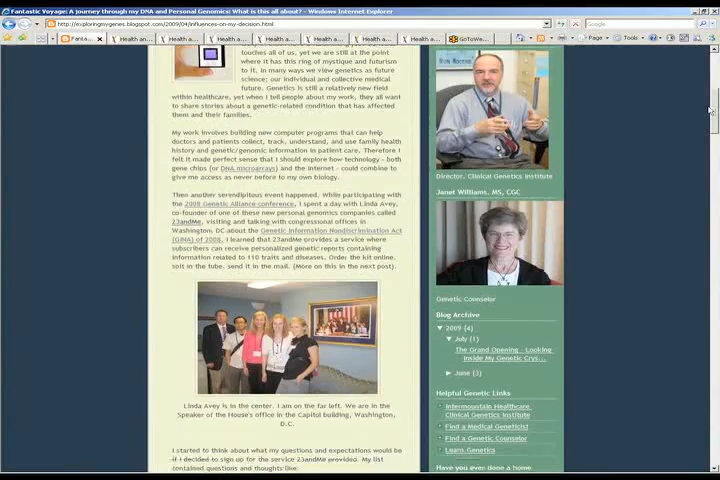 Fantastic Voyage: A journey through my DNA and Personal Genomics: What is this all about? - Windows Internet Explorer
http://exploringmygenes.blogspot.com/2009/04/influences-on-my-decision.html
Google
Fantas...
Health an...
Health a...
Health a...
Health a...
Health a...
Health a...
Health a...
GoToWe...
Page
Tools
touches all of us, yet we are still at the point
where it has this ring of mystique and futurism
to it. In many ways we view genetics as future
science; our individual and collective medical
future. Genetics is still a relatively new field
within healthcare, yet when I tell people about my work, they all want
to share stories about a genetic-related condition that has affected
them and their families.
My work involves building new computer programs that can help
doctors and patients collect, track, understand, and use family health
history and genetic/genomic information in patient care. Therefore I
felt it made perfect sense that I should explore how technology - both
gene chips (or DNA microarrays) and the internet - could combine to
give me access as never before to my own biology.
Then another serendipitous event happened. While participating with
the 2008 Genetic Alliance conference, I spent a day with Linda Avey,
co-founder of one of these new personal genomics companies called
23andMe, visiting and talking with congressional offices in
Washington, DC about the Genetic Information Nondiscrimination Act
(GINA) of 2008. I learned that 23andMe provides a service where
subscribers can receive personalized genetic reports containing
information related to 110 traits and diseases. Order the kit online,
spit in the tube, send it in the mail. (More on this in the next post).
Linda Avey is in the center. I am on the far left. We are in the
Speaker of the House's office in the Capitol building, Washington,
D.C.
I started to think about what my questions and expectations would be
if I decided to sign up for the service 23andMe provided. My list
contained questions and thoughts like:
Director, Clinical Genetics Institute
Janet Williams, MS, CGC
Genetic Counselor
Blog Archive
▼ 2009 (4)
▼ July (1)
The Grand Opening - Looking
Inside My Genetic Crys...
► June (3)
Helpful Genetic Links
Intermountain Healthcare
Clinical Genetics Institute
Find a Medical Geneticist
Find a Genetic Counselor
Learn.Genetics
Have you ever done a home